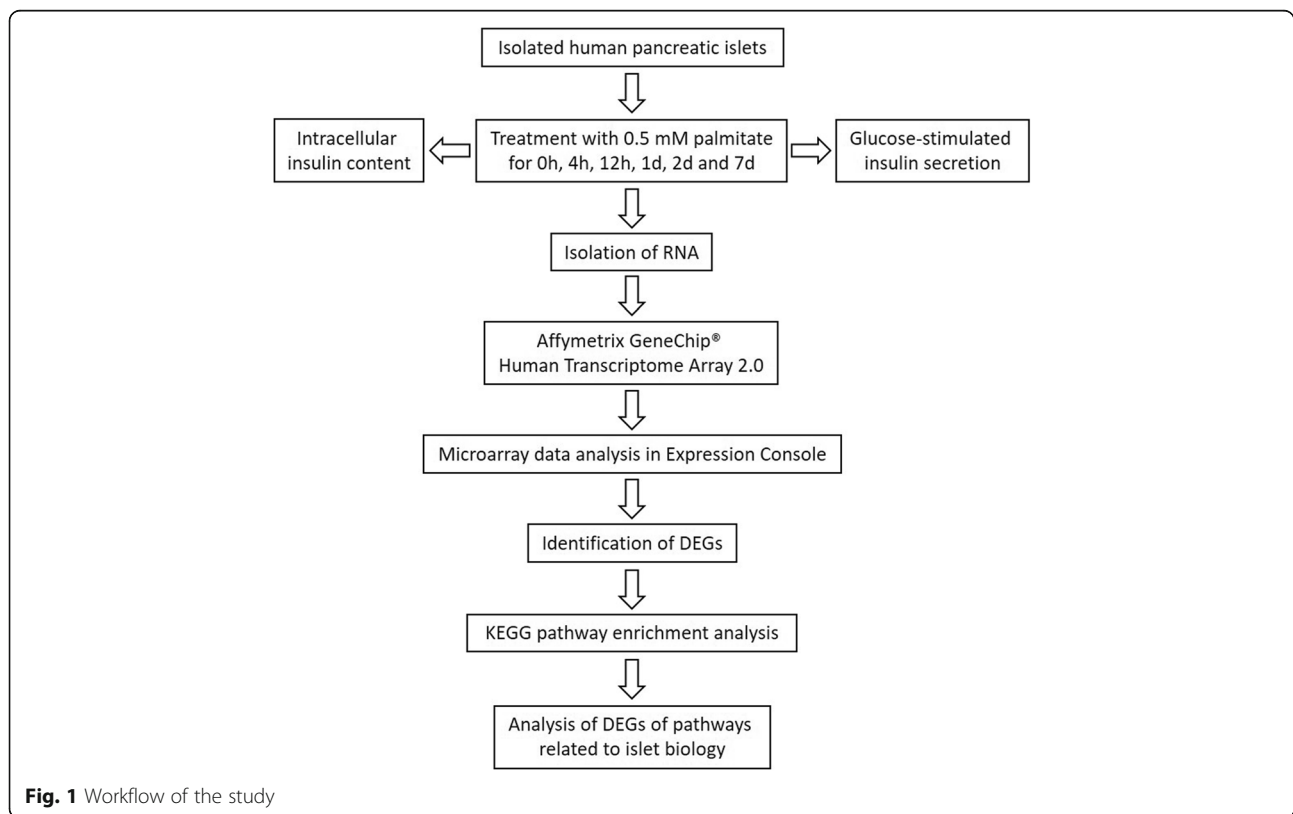 Isolated human pancreatic islets
Intracellular
insulin content
Treatment with 0.5 mM palmitate
for 0h, 4h, 12h, 1d, 2d and 7d
Glucose-stimulated
insulin secretion
Isolation of RNA
Affymetrix GeneChip®
Human Transcriptome Array 2.0
Microarray data analysis in Expression Console
Identification of DEGs
KEGG pathway enrichment analysis
Analysis of DEGs of pathways
related to islet biology
Fig. 1 Workflow of the study